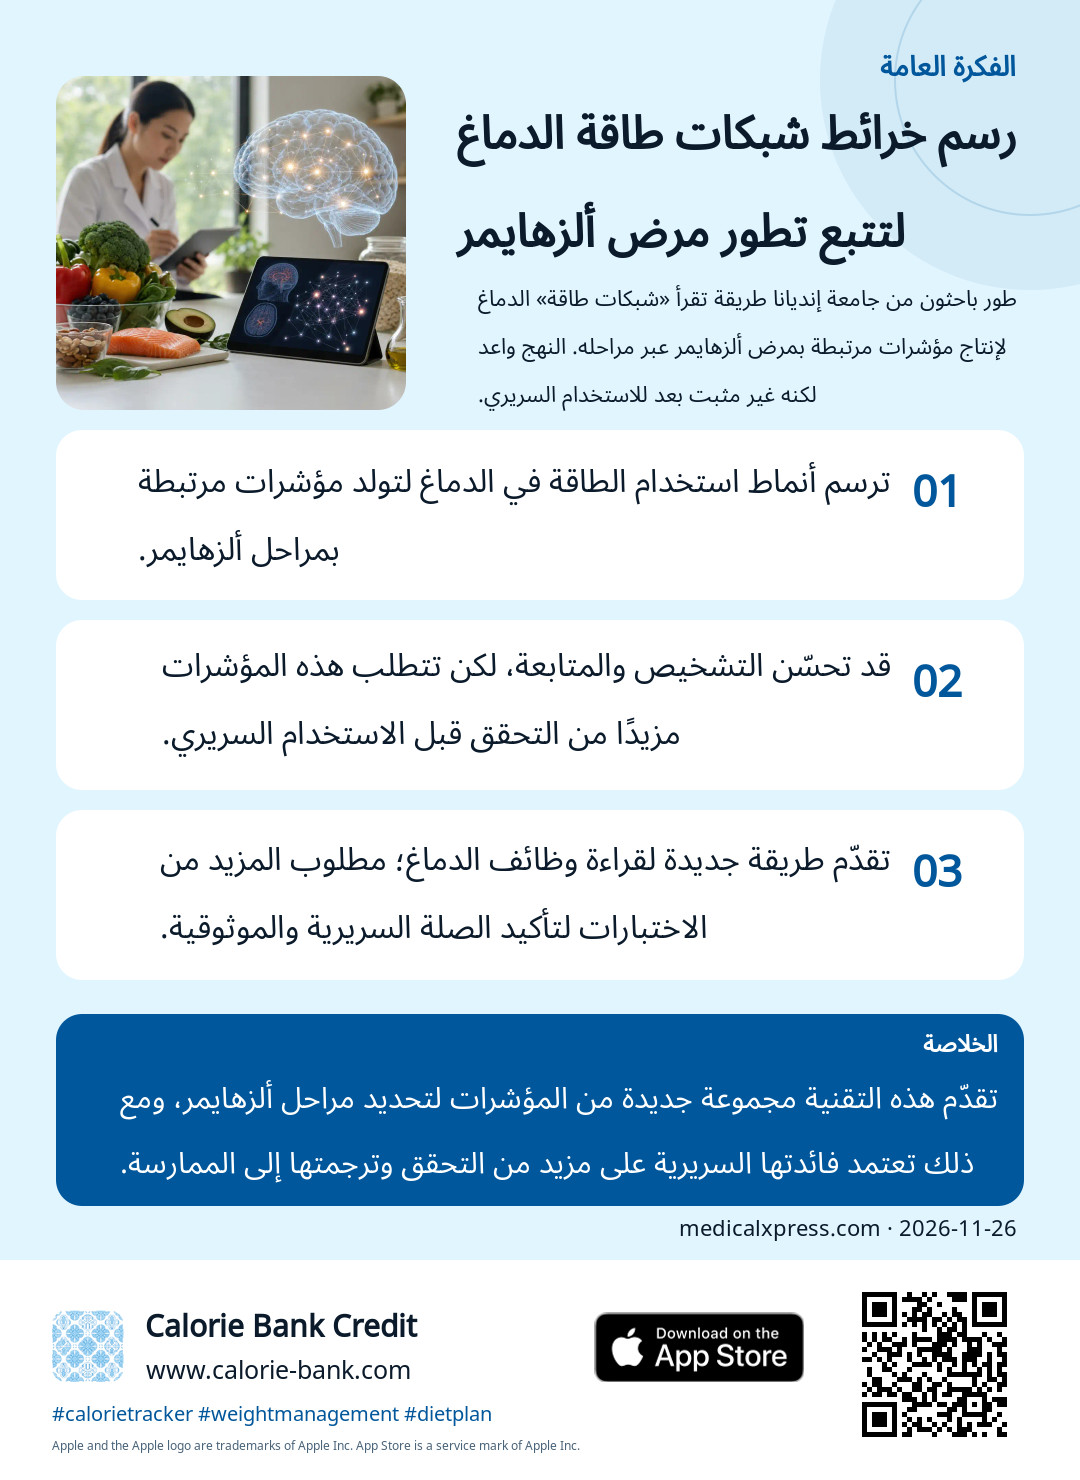 الفكرة العامة
رسم خرائط شبكات طاقة الدماغ
لتتبع تطور مرض ألزهايمر
طور باحثون من جامعة إنديانا طريقة تقرأ «شبكات طاقة» الدماغ
لإنتاج مؤشرات مرتبطة بمرض ألزهايمر عبر مراحله. النهج واعد
لكنه غير مثبت بعد للاستخدام السريري.
01
ترسم أنماط استخدام الطاقة في الدماغ لتولد مؤشرات مرتبطة
بمراحل ألزهايمر.
02
قد تحسّن التشخيص والمتابعة، لكن تتطلب هذه المؤشرات
مزيدًا من التحقق قبل الاستخدام السريري.
03
تقدّم طريقة جديدة لقراءة وظائف الدماغ؛ مطلوب المزيد من
الاختبارات لتأكيد الصلة السريرية والموثوقية.
الخلاصة
تقدّم هذه التقنية مجموعة جديدة من المؤشرات لتحديد مراحل ألزهايمر، ومع
ذلك تعتمد فائدتها السريرية على مزيد من التحقق وترجمتها إلى الممارسة.
medicalxpress.com · 2026-11-26
Calorie Bank Credit
www.calorie-bank.com
Download on the
App Store
#calorietracker #weightmanagement #dietplan
Apple and the Apple logo are trademarks of Apple Inc. App Store is a service mark of Apple Inc.